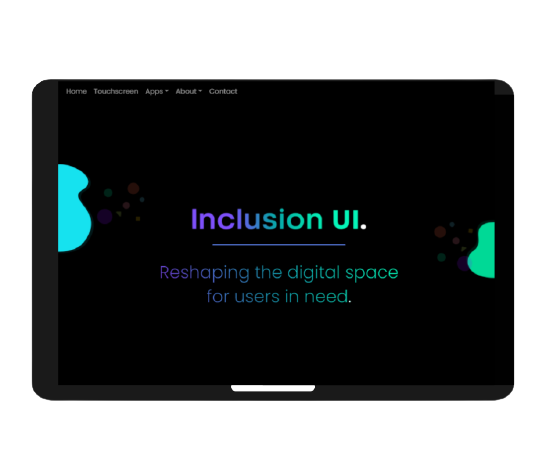 Home Touchscreen Apps About Contact
Inclusion UI.
Reshaping the digital space
for users in need.